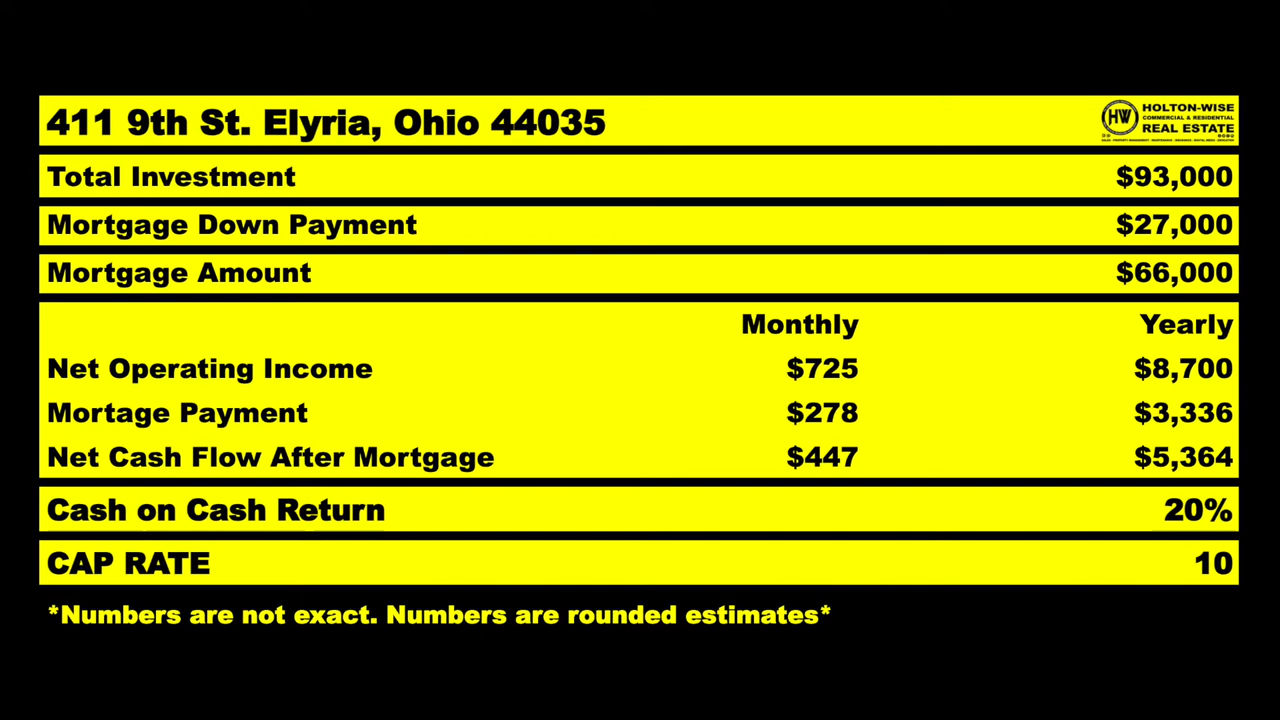 411 9th St. Elyria, Ohio 44035
HOLTON-WISE
COMMERCIAL & RESIDENTIAL
REAL ESTATE
Total Investment $93,000
Mortgage Down Payment $27,000
Mortgage Amount $66,000
Monthly Yearly
Net Operating Income $725 $8,700
Mortage Payment $278 $3,336
Net Cash Flow After Mortgage $447 $5,364
Cash on Cash Return 20%
CAP RATE 10
*Numbers are not exact. Numbers are rounded estimates*